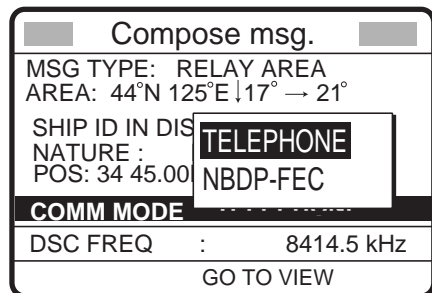 Compose msg.
MSG TYPE: RELAY AREA
AREA: 44°N 125°E↓17° → 21°
SHIP ID IN DIS
NATURE :
POS: 34 45.00
TELEPHONE
NBDP-FEC
COMM MODE
DSC FREQ : 8414.5 kHz
GO TO VIEW